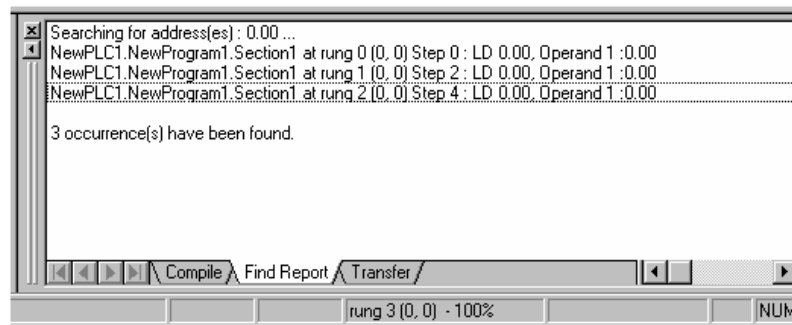 Searching for address(es) : 0.00 ...
NewPLC1.NewProgram1.Section1 at rung 0 (0, 0) Step 0 : LD 0.00, Operand 1 :0.00
NewPLC1.NewProgram1.Section1 at rung 1 (0, 0) Step 2 : LD 0.00, Operand 1 :0.00
NewPLC1.NewProgram1.Section1 at rung 2 (0, 0) Step 4 : LD 0.00, Operand 1 :0.00
3 occurrence(s) have been found.
Compile Find Report Transfer
rung 3 (0, 0) - 100% NUM